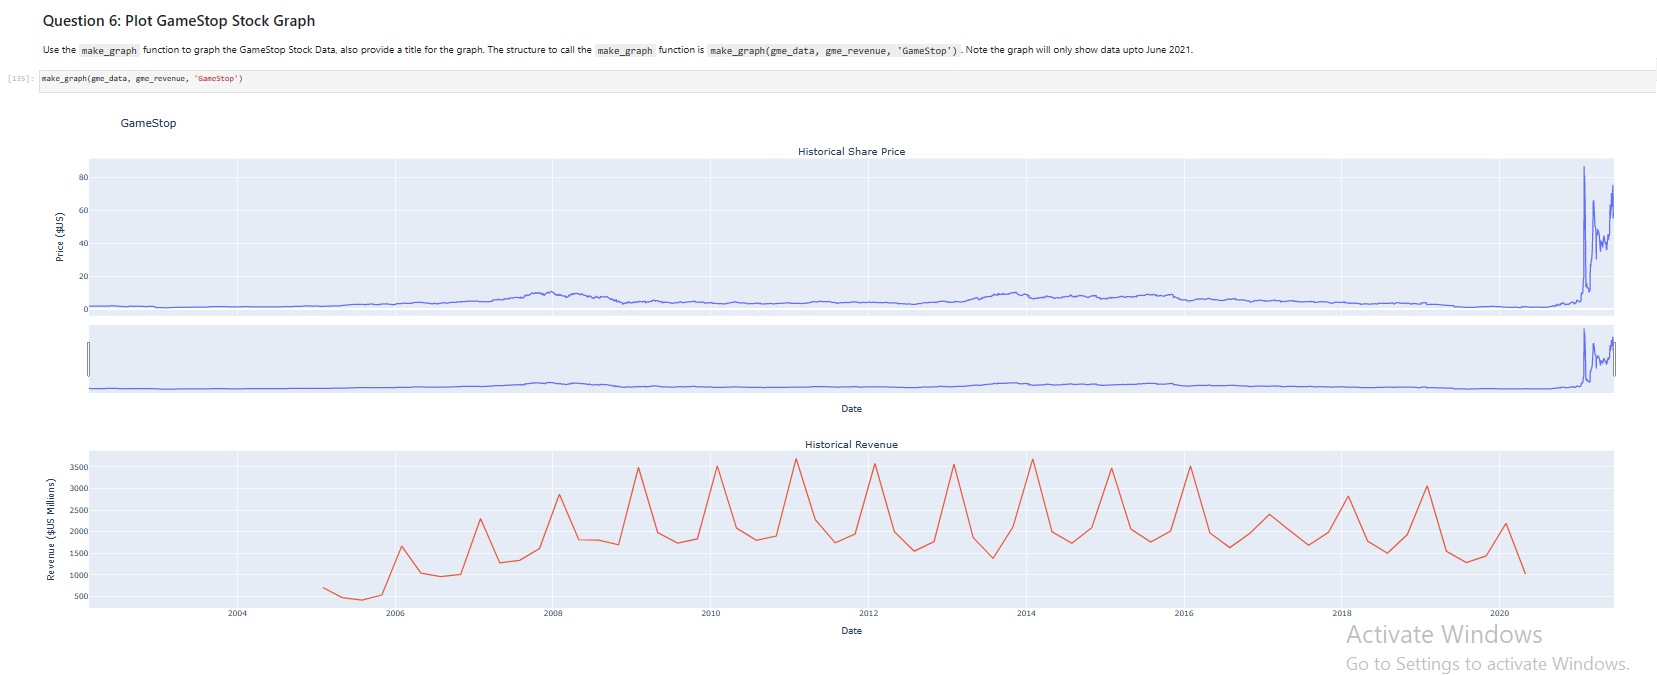 Question 6: Plot GameStop Stock Graph
Use the make_graph function to graph the GameStop Stock Data, also provide a title for the graph. The structure to call the make_graph function is make_graph(gme_data, gme_revenue, 'GameStop'). Note the graph will only show data upto June 2021.
[135]: make_graph(gme_data, gme_revenue, 'GameStop')
GameStop
Historical Share Price
80
60
40
20
0
Price ($US)
Date
Historical Revenue
3500
3000
2500
2000
1500
1000
500
Revenue ($US Millions)
2004 2006 2008 2010 2012 2014 2016 2018 2020
Date
Activate Windows
Go to Settings to activate Windows.